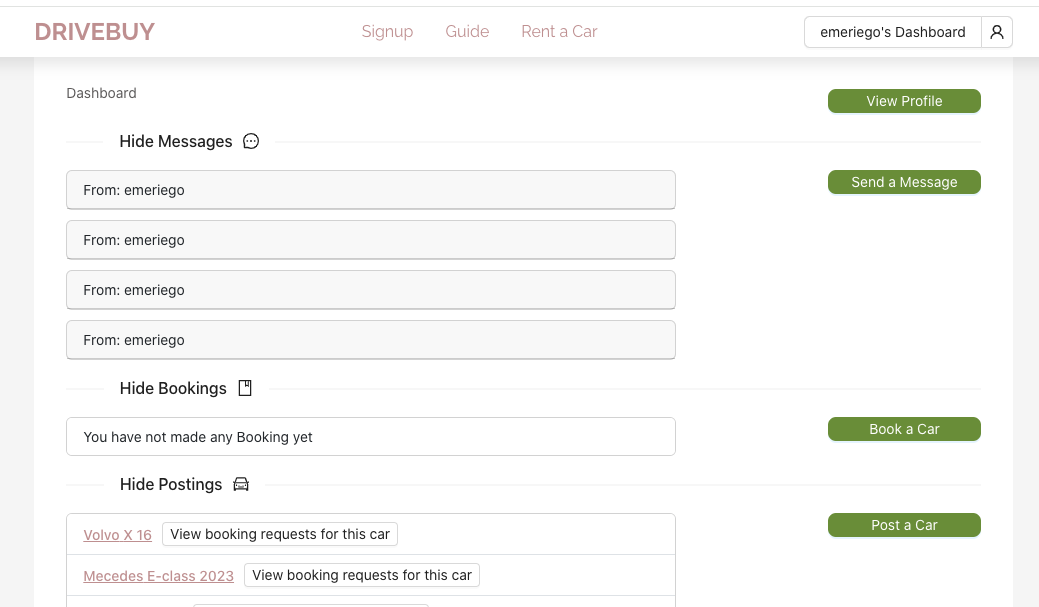 DRIVEBUY
Signup
Guide
Rent a Car
emeriego's Dashboard
Dashboard
View Profile
Hide Messages
From: emeriego
Send a Message
From: emeriego
From: emeriego
From: emeriego
Hide Bookings
You have not made any Booking yet
Book a Car
Hide Postings
Post a Car
Volvo X 16 View booking requests for this car
Mecedes E-class 2023 View booking requests for this car